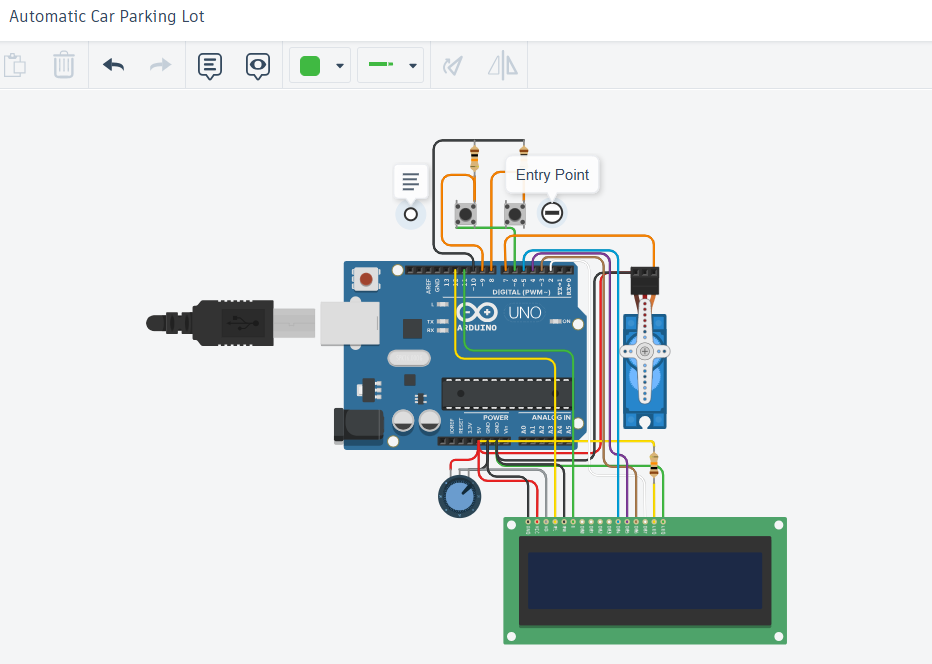 Automatic Car Parking Lot
Entry Point
AREF
GND
13
~10
~9
8
7
~6
~5
4
~3
2
TX→1
RX←0
DIGITAL (PWM~)
L
TX
RX
UNO
ARDUINO
ON
POWER
ANALOG IN
IOREF
RESET
3.3V
5V
GND
GND
Vin
A0
A1
A2
A3
A4
A5